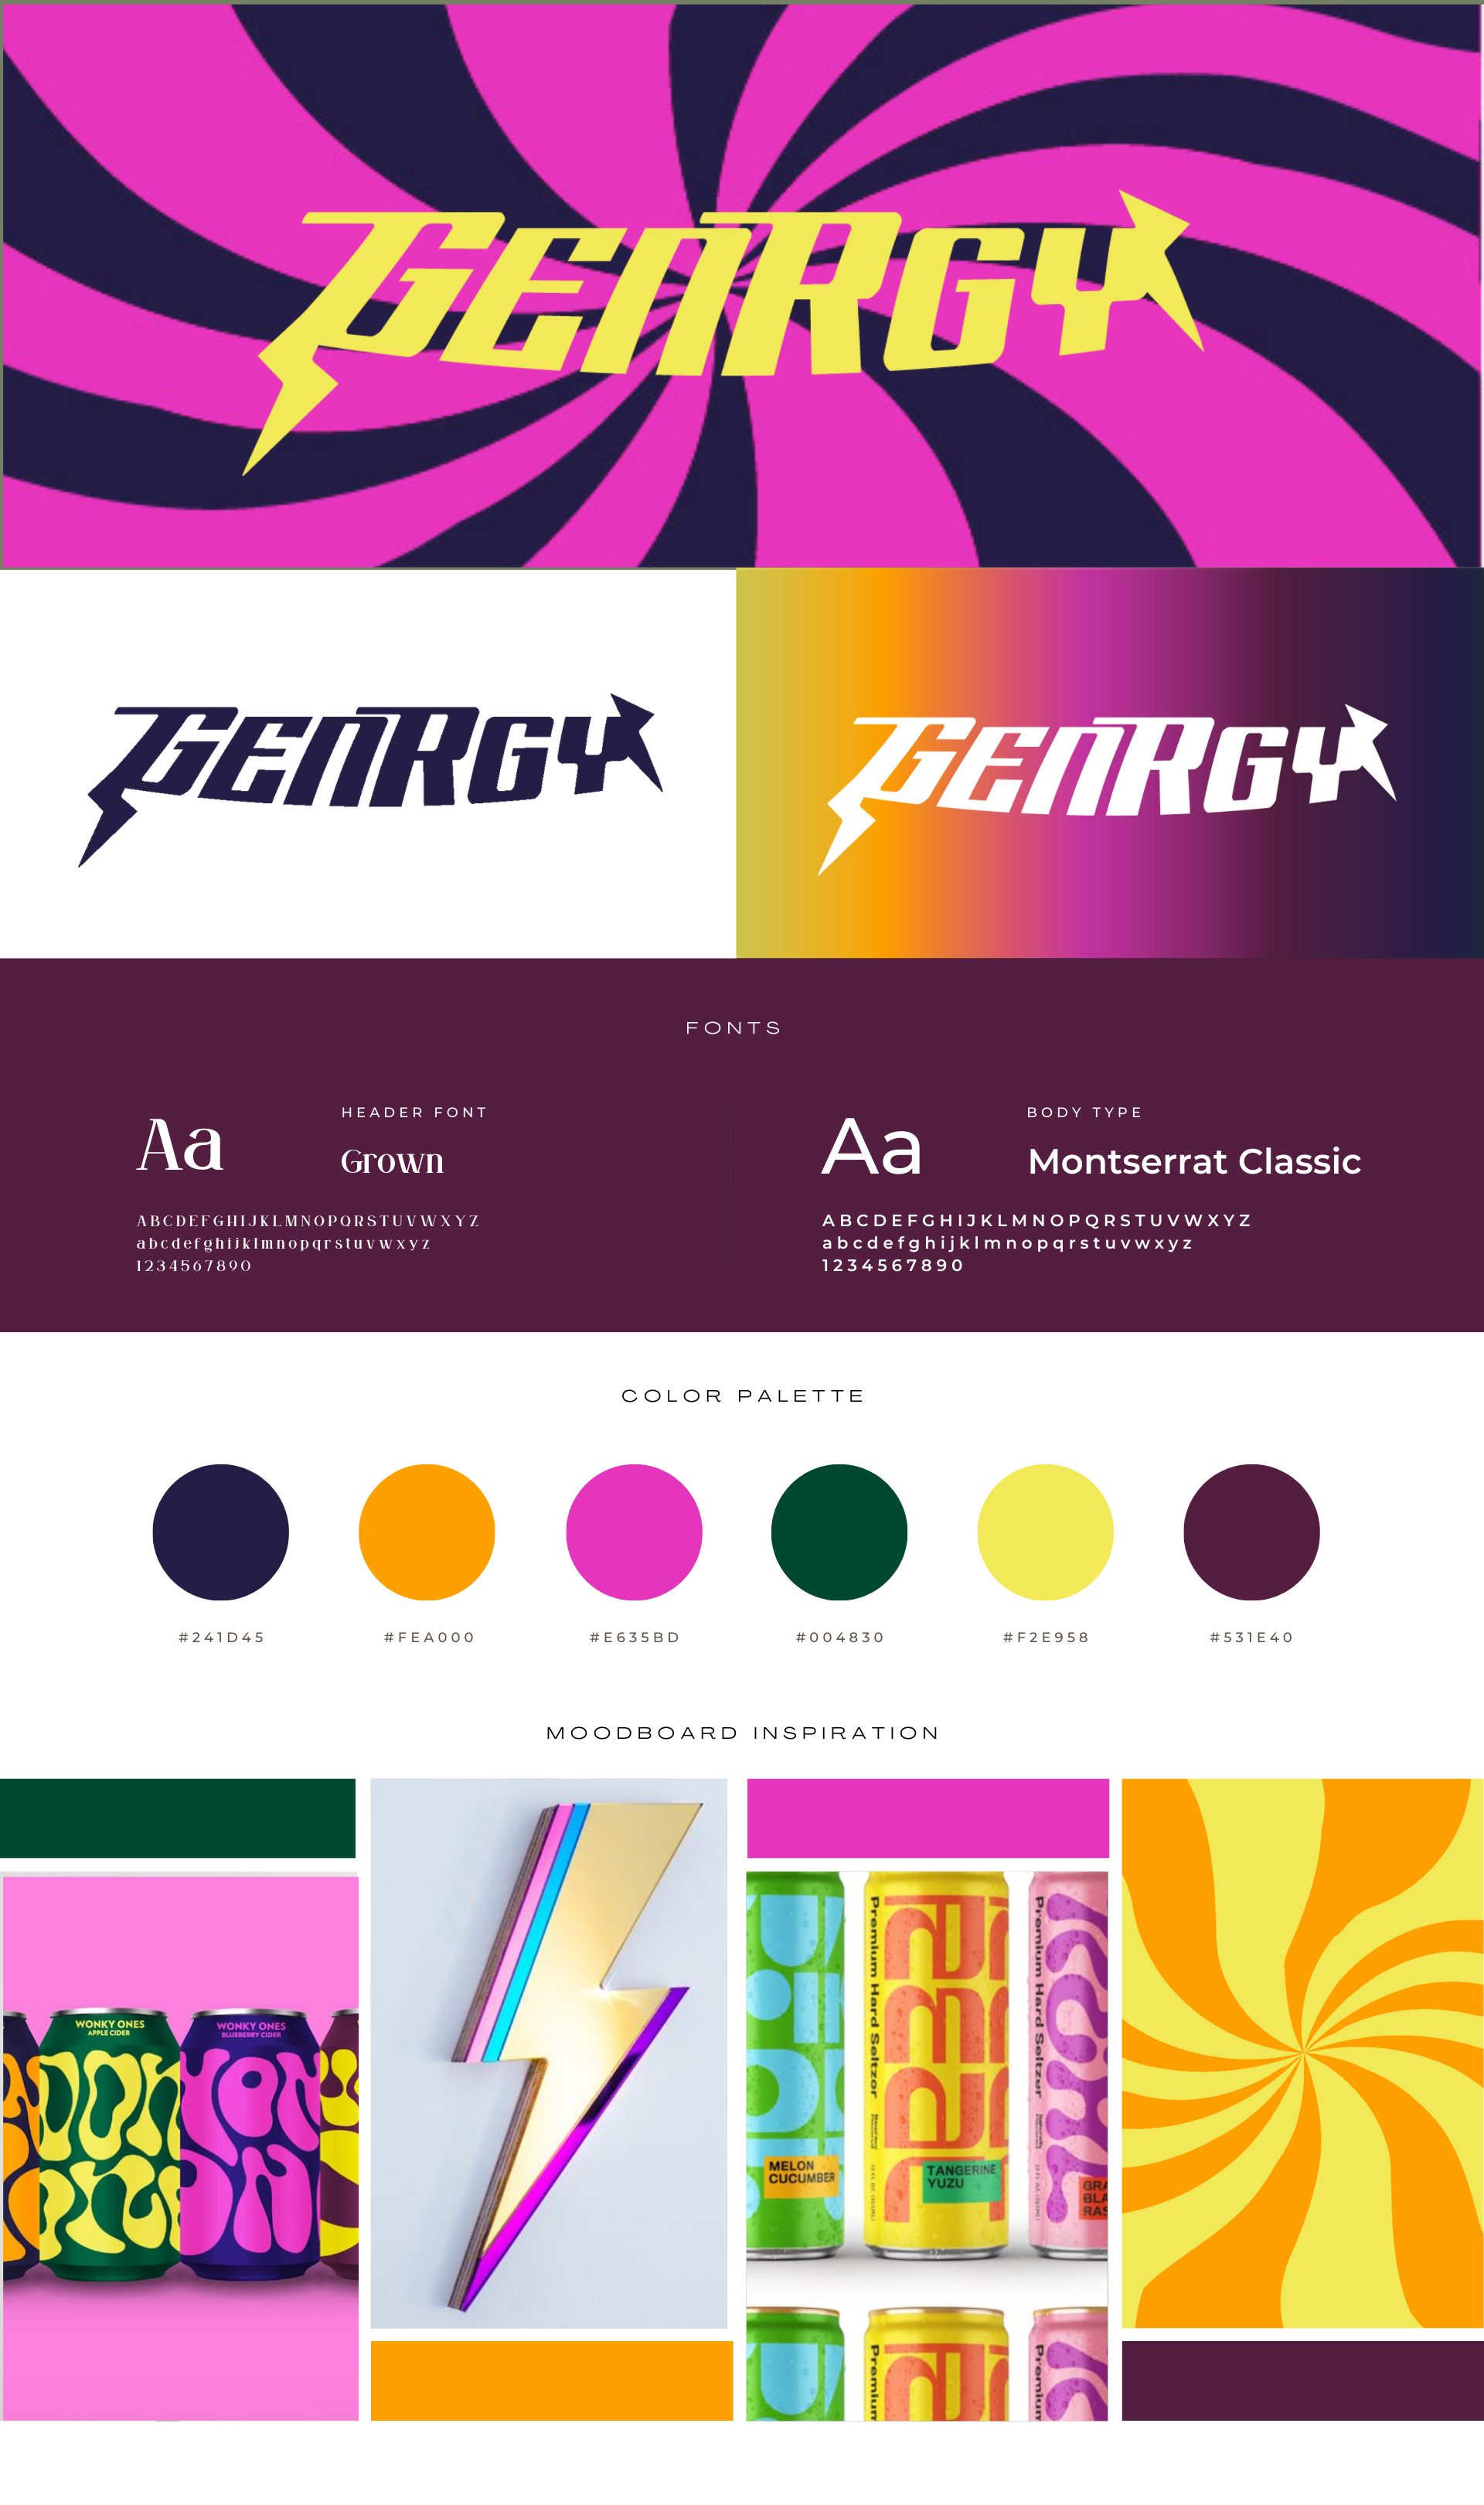 GENRGY
GENRGY
GENRGY
FONTS
Aa
HEADER FONT
Grown
ABCDEFGHIJKLMNOPQRSTUVWXYZ
abcdefghijklmnopqrstuvwxyz
1234567890
Aa
BODY TYPE
Montserrat Classic
ABCDEFGHIJKLMNOPQRSTUVWXYZ
abcdefghijklmnopqrstuvwxyz
1234567890
COLOR PALETTE
#241D45
#FEA000
#E635BD
#004830
#F2E958
#531E40
MOODBOARD INSPIRATION
WONKY ONES
APPLE CIDER
WONKY ONES
BLUEBERRY CIDER
Premium Hard Seltzer
Premium Hard Seltzer
MELON
CUCUMBER
TANGERINE
YUZU
GRA
BLA
RAS
Premium
Premium